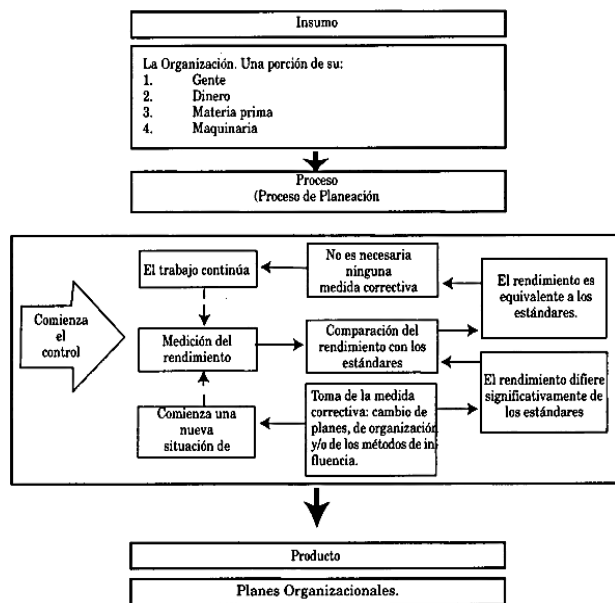 Insumo
La Organización. Una porción de su:
1. Gente
2. Dinero
3. Materia prima
4. Maquinaria
Proceso
(Proceso de Planeación
Comienza
el
control
El trabajo continúa
No es necesaria
ninguna
medida correctiva
El rendimiento es
equivalente a los
estándares.
Medición del
rendimiento
Comparación del
rendimiento con los
estándares
El rendimiento difiere
significativamente de
los estándares
Comienza una
nueva
situación de
Toma de la medida
correctiva: cambio de
planes, de organización
y/o de los métodos de in
fluencia.
Producto
Planes Organizacionales.